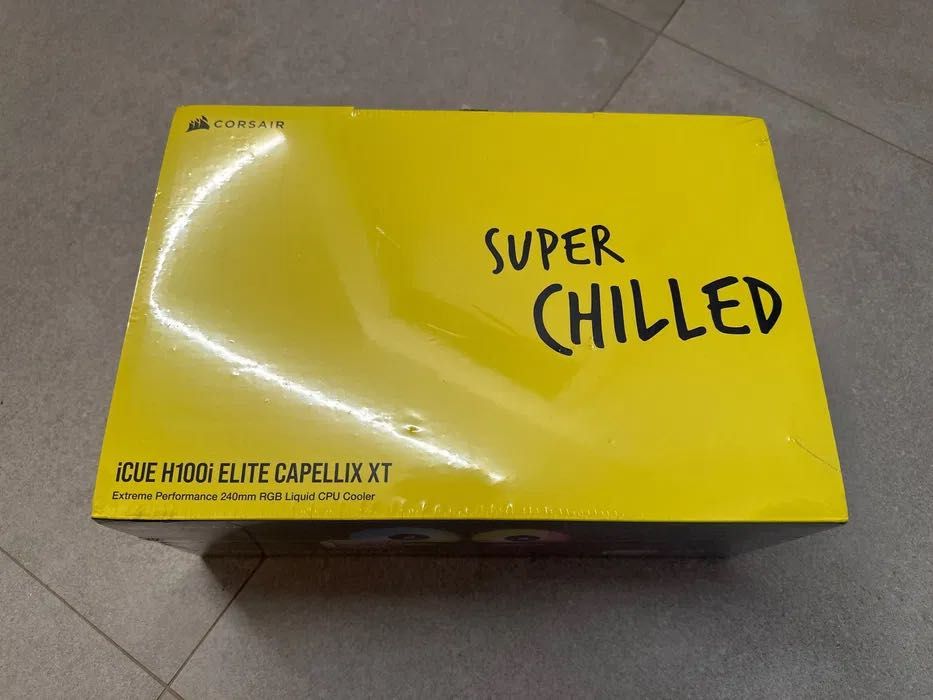 CORSAIR
SUPER
CHILLED
iCUE H100i ELITE CAPELLIX XT
Extreme Performance 240mm RGB Liquid CPU Cooler